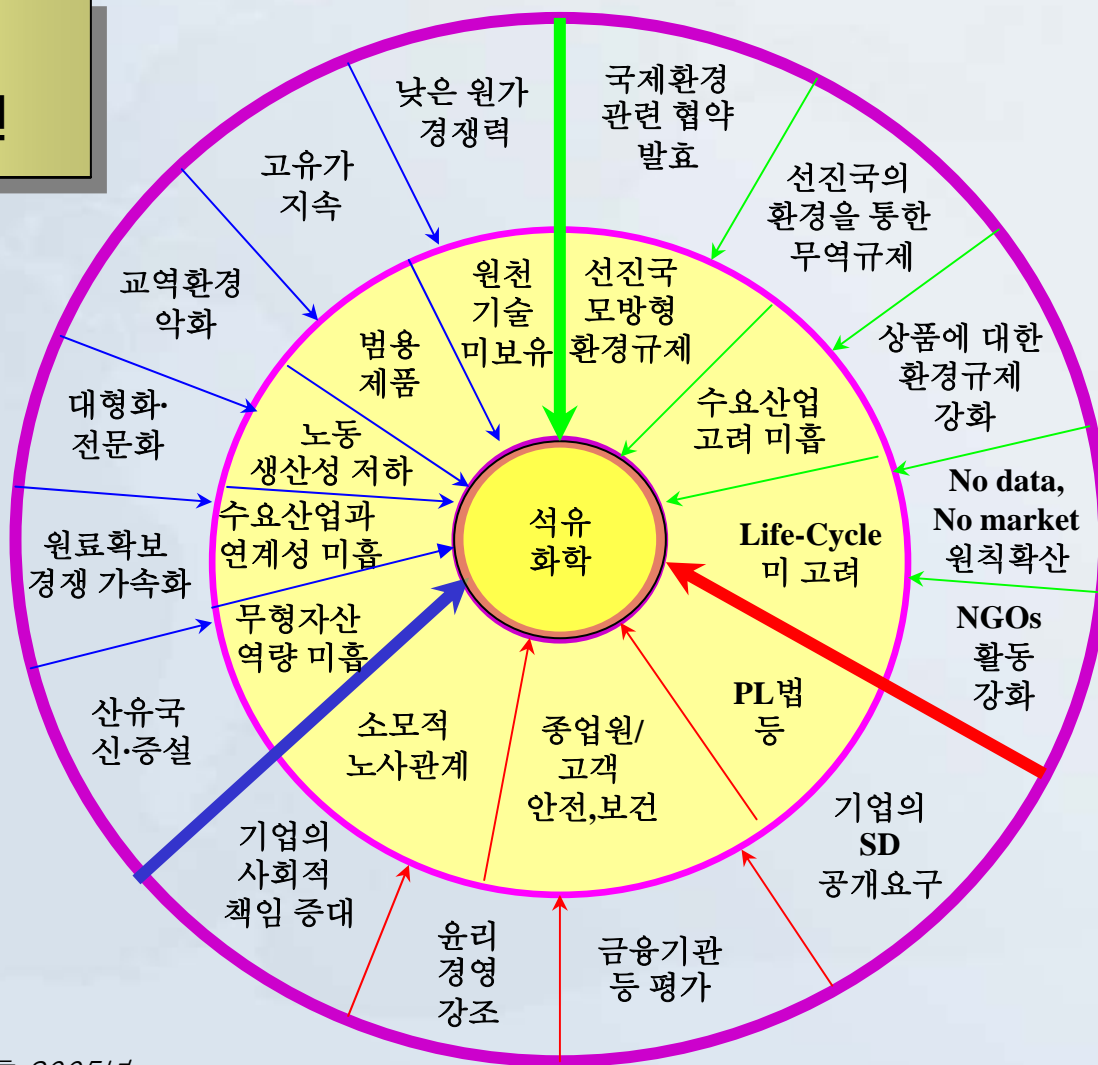 낮은 원가
경쟁력
국제환경
관련 협약
발효
고유가
지속
선진국의
환경을 통한
무역규제
교역환경
악화
상품에 대한
환경규제
강화
대형화·
전문화
No data,
No market
원칙확산
원료확보
경쟁 가속화
NGOs
활동
강화
산유국
신·증설
기업의
SD
공개요구
기업의
사회적
책임 증대
윤리
경영
강조
금융기관
등 평가
원천
기술
미보유
선진국
모방형
환경규제
범용
제품
수요산업
고려 미흡
노동
생산성 저하
수요산업과
연계성 미흡
Life-Cycle
미 고려
무형자산
역량 미흡
PL법
등
소모적
노사관계
종업원/
고객
안전,보건
석유
화학